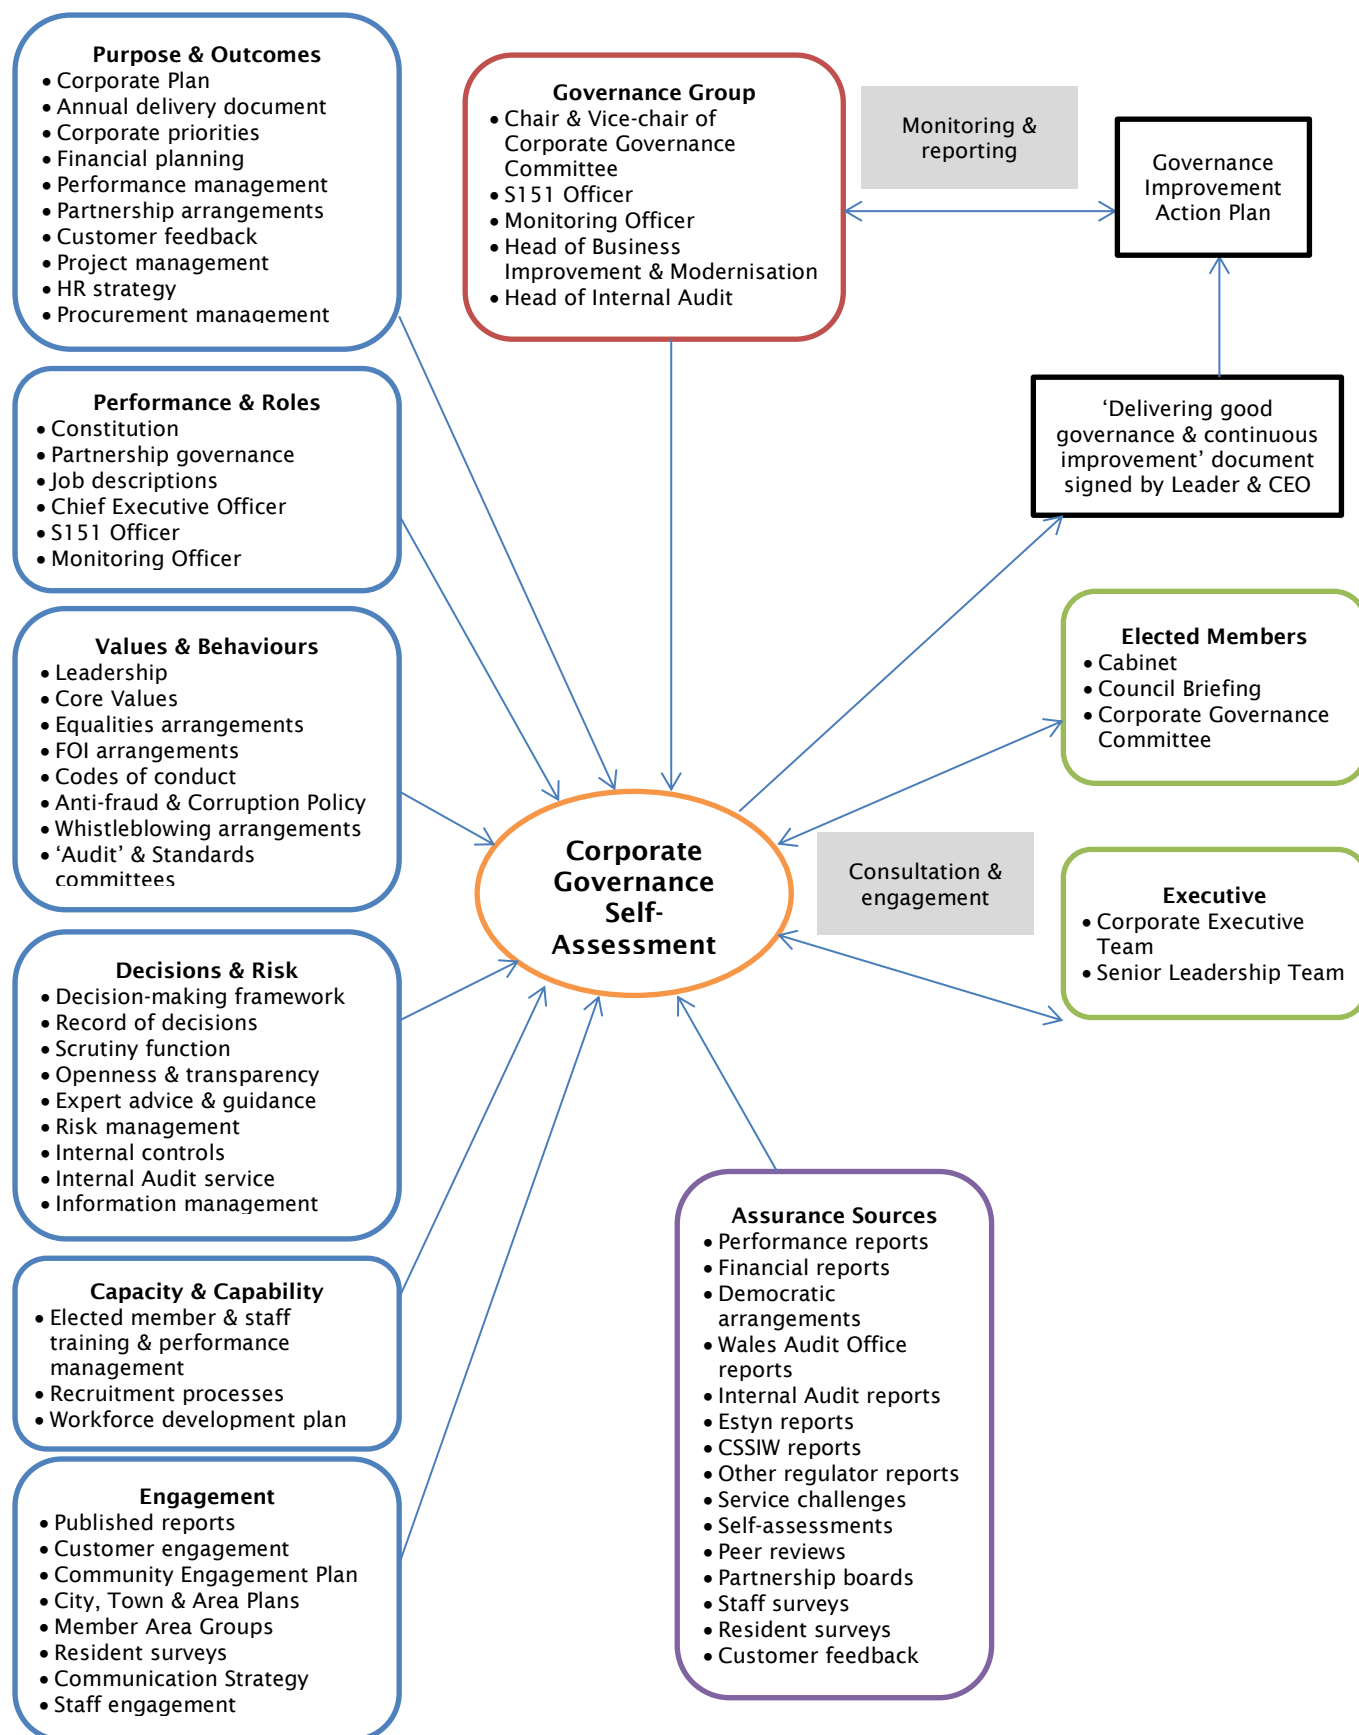 Purpose & Outcomes
• Corporate Plan
• Annual delivery document
• Corporate priorities
• Financial planning
• Performance management
• Partnership arrangements
• Customer feedback
• Project management
• HR strategy
• Procurement management
Performance & Roles
• Constitution
• Partnership governance
• Job descriptions
• Chief Executive Officer
• S151 Officer
• Monitoring Officer
Values & Behaviours
• Leadership
• Core Values
• Equalities arrangements
• FOI arrangements
• Codes of conduct
• Anti-fraud & Corruption Policy
• Whistleblowing arrangements
• ‘Audit’ & Standards
committees
Decisions & Risk
• Decision-making framework
• Record of decisions
• Scrutiny function
• Openness & transparency
• Expert advice & guidance
• Risk management
• Internal controls
• Internal Audit service
• Information management
Capacity & Capability
• Elected member & staff
training & performance
management
• Recruitment processes
• Workforce development plan
Engagement
• Published reports
• Customer engagement
• Community Engagement Plan
• City, Town & Area Plans
• Member Area Groups
• Resident surveys
• Communication Strategy
• Staff engagement
Governance Group
• Chair & Vice-chair of
Corporate Governance
Committee
• S151 Officer
• Monitoring Officer
• Head of Business
Improvement & Modernisation
• Head of Internal Audit
Monitoring &
reporting
Governance
Improvement
Action Plan
‘Delivering good
governance & continuous
improvement’ document
signed by Leader & CEO
Elected Members
• Cabinet
• Council Briefing
• Corporate Governance
Committee
Corporate
Governance
Self-
Assessment
Consultation &
engagement
Executive
• Corporate Executive
Team
• Senior Leadership Team
Assurance Sources
• Performance reports
• Financial reports
• Democratic
arrangements
• Wales Audit Office
reports
• Internal Audit reports
• Estyn reports
• CSSIW reports
• Other regulator reports
• Service challenges
• Self-assessments
• Peer reviews
• Partnership boards
• Staff surveys
• Resident surveys
• Customer feedback